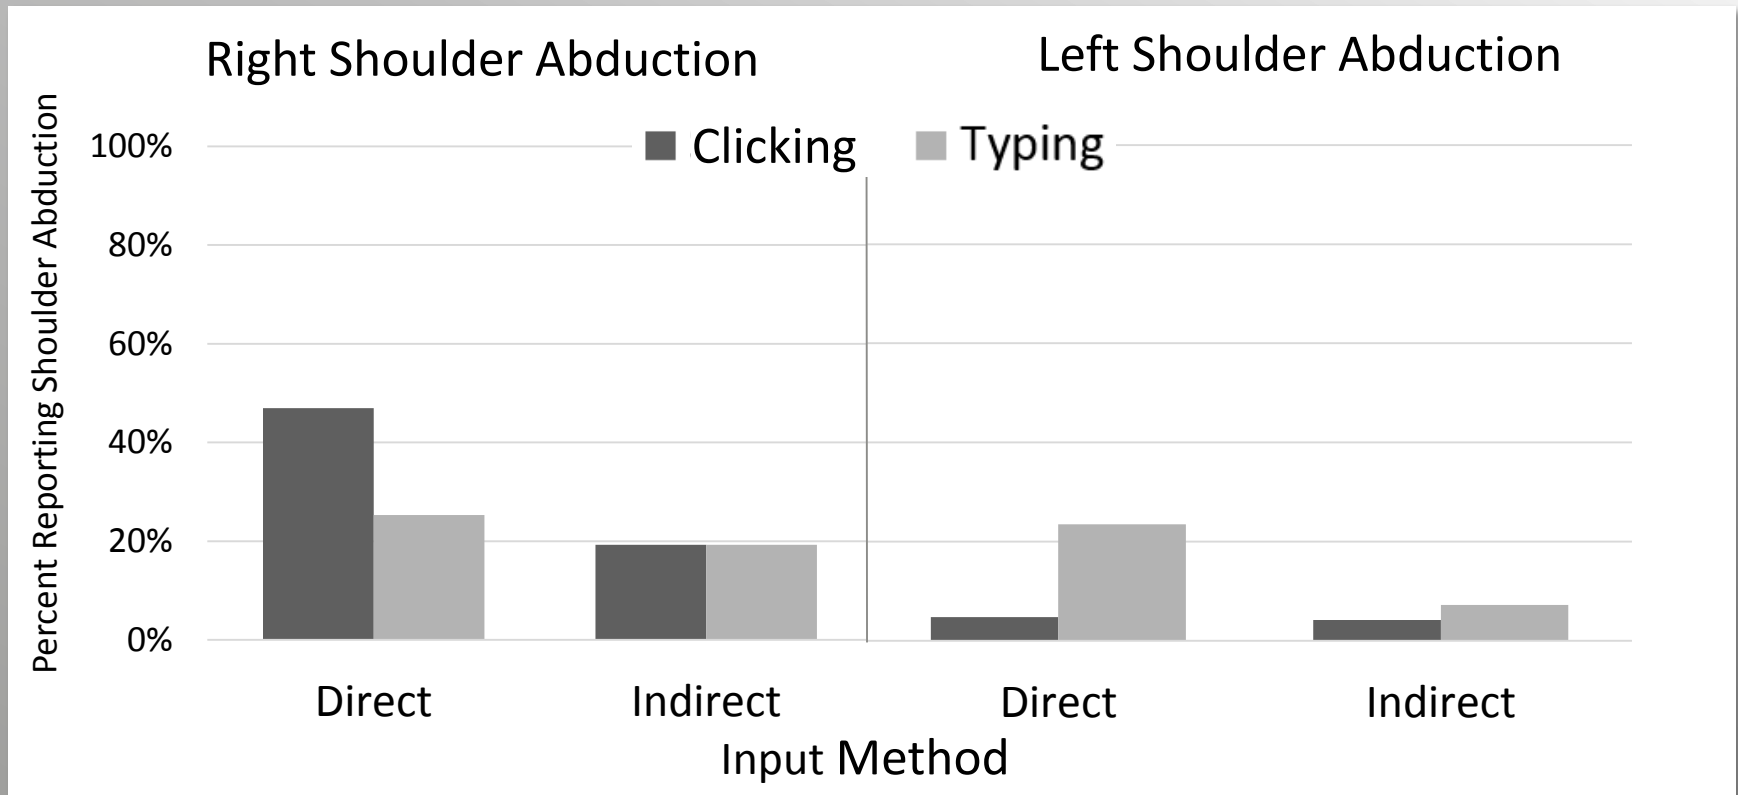 Right Shoulder Abduction
Left Shoulder Abduction
Percent Reporting Shoulder Abduction
Clicking
Typing
100%
80%
60%
40%
20%
0%
Direct
Indirect
Direct
Indirect
Input Method